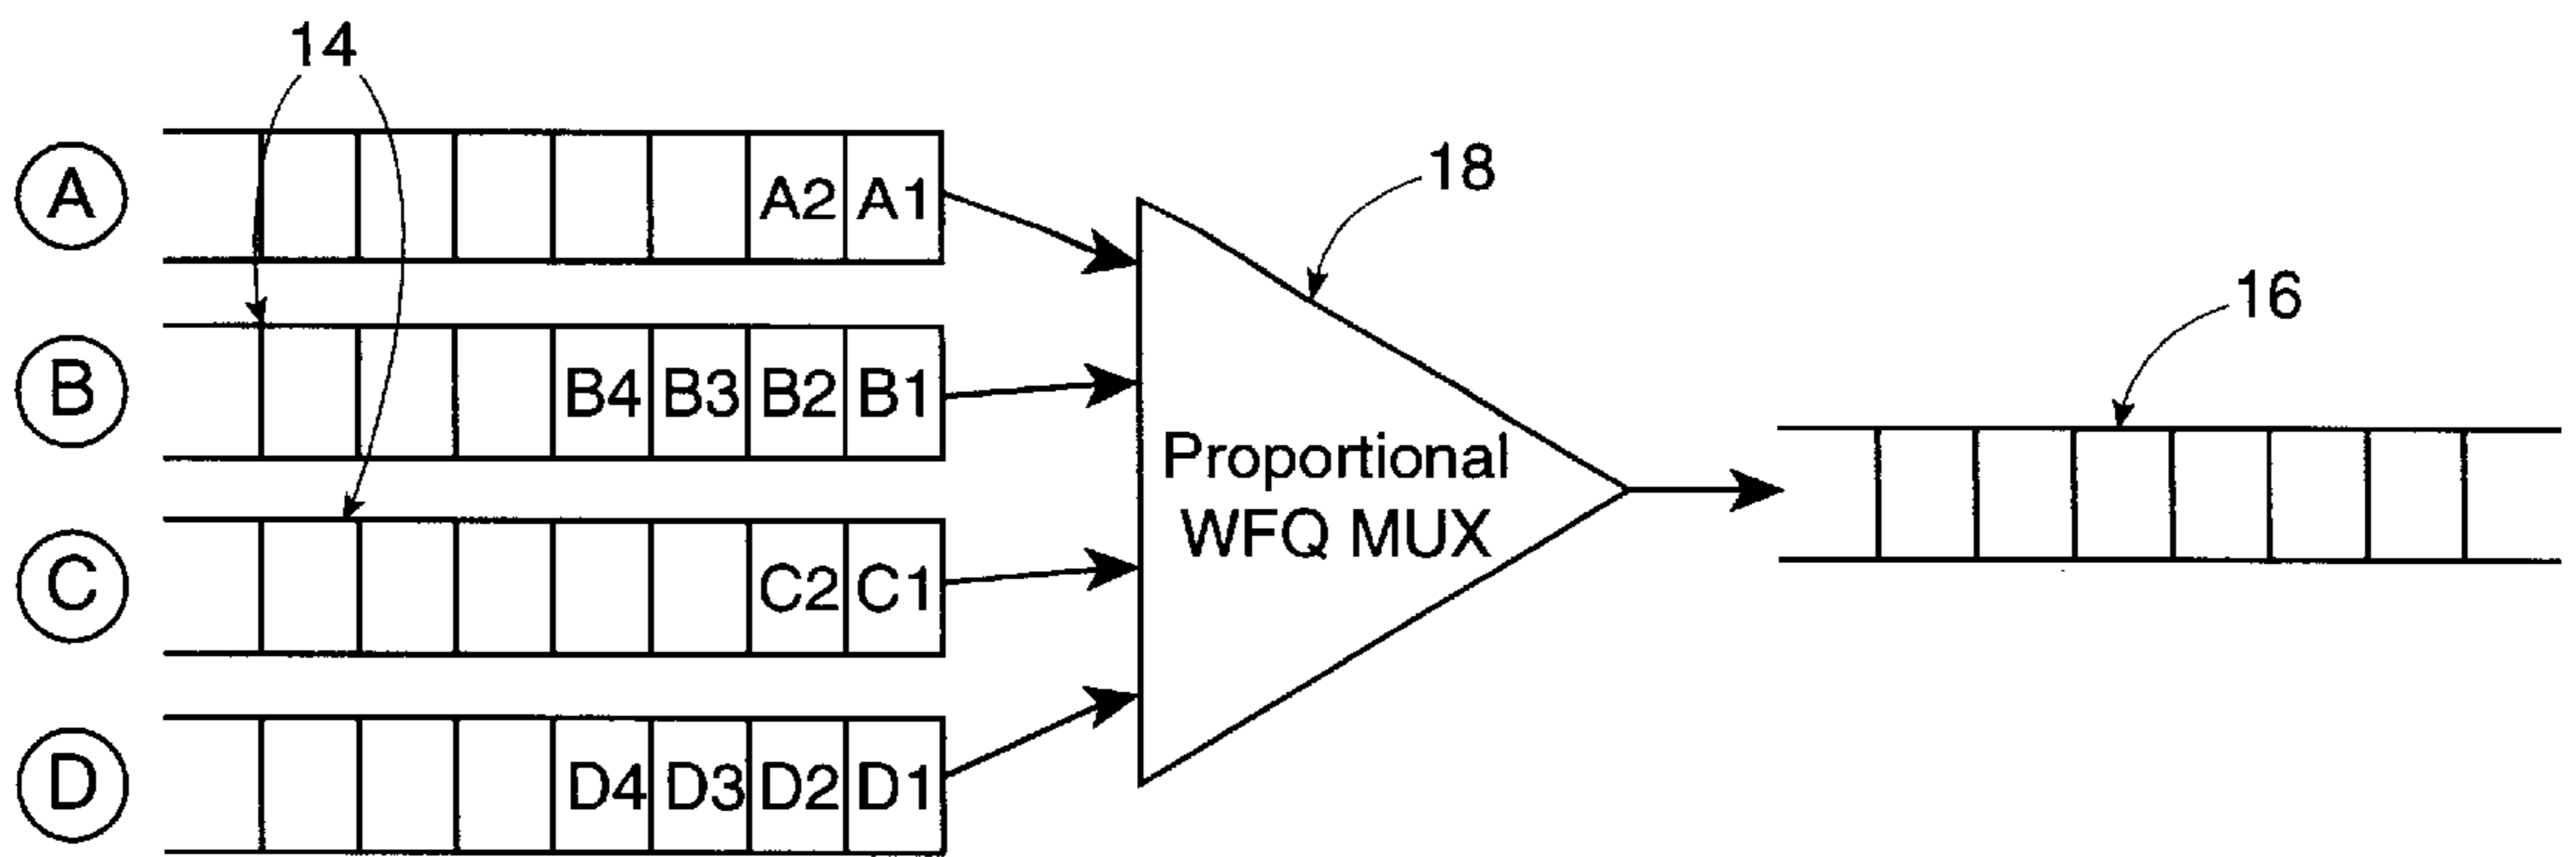 14
A A2 A1
18
16
B B4 B3 B2 B1
Proportional
WFQ MUX
C C2 C1
D D4 D3 D2 D1